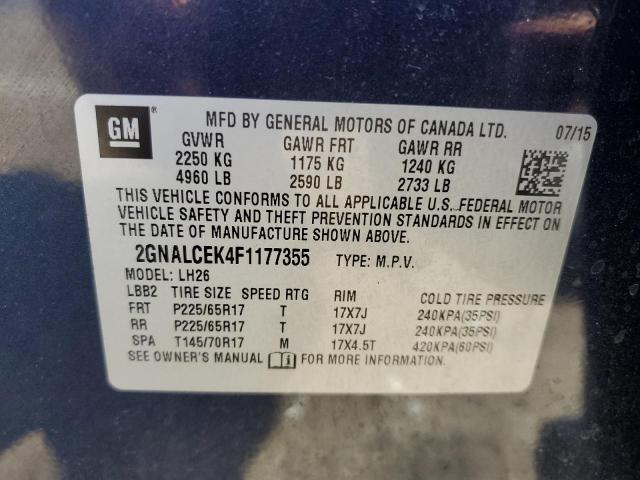 GM ®
MFD BY GENERAL MOTORS OF CANADA LTD. 07/15
GVWR GAWR FRT GAWR RR
2250 KG 1175 KG 1240 KG
4960 LB 2590 LB 2733 LB
THIS VEHICLE CONFORMS TO ALL APPLICABLE U.S. FEDERAL MOTOR
VEHICLE SAFETY AND THEFT PREVENTION STANDARDS IN EFFECT ON
THE DATE OF MANUFACTURE SHOWN ABOVE.
2GNALCEK4F1177355 TYPE: M.P.V.
MODEL: LH26
LBB2 TIRE SIZE SPEED RTG RIM COLD TIRE PRESSURE
FRT P225/65R17 T 17X7J 240KPA(35PSI)
RR P225/65R17 T 17X7J 240KPA(35PSI)
SPA T145/70R17 M 17X4.5T 420KPA(60PSI)
SEE OWNER'S MANUAL i FOR MORE INFORMATION.